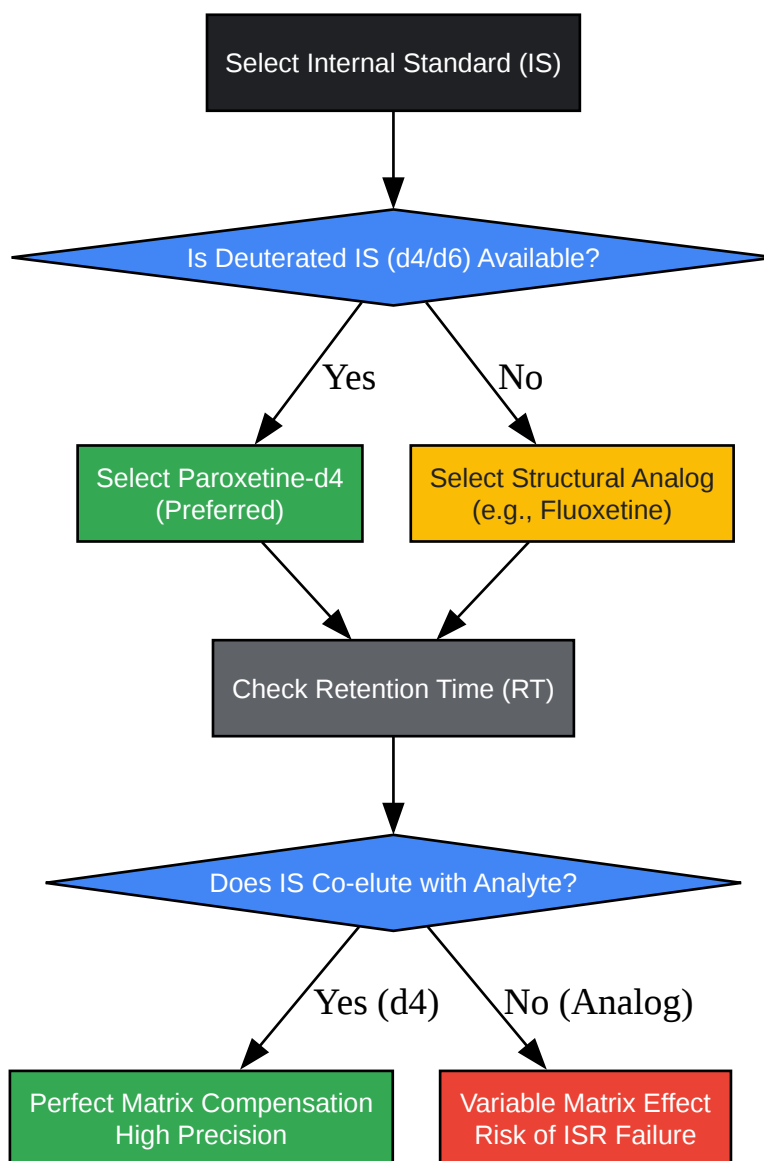 Select Internal Standard (IS)
Is Deuterated IS (d4/d6) Available?
Yes
No
Select Paroxetine-d4
(Preferred)
Select Structural Analog
(e.g., Fluoxetine)
Check Retention Time (RT)
Does IS Co-elute with Analyte?
Yes (d4)
No (Analog)
Perfect Matrix Compensation
High Precision
Variable Matrix Effect
Risk of ISR Failure